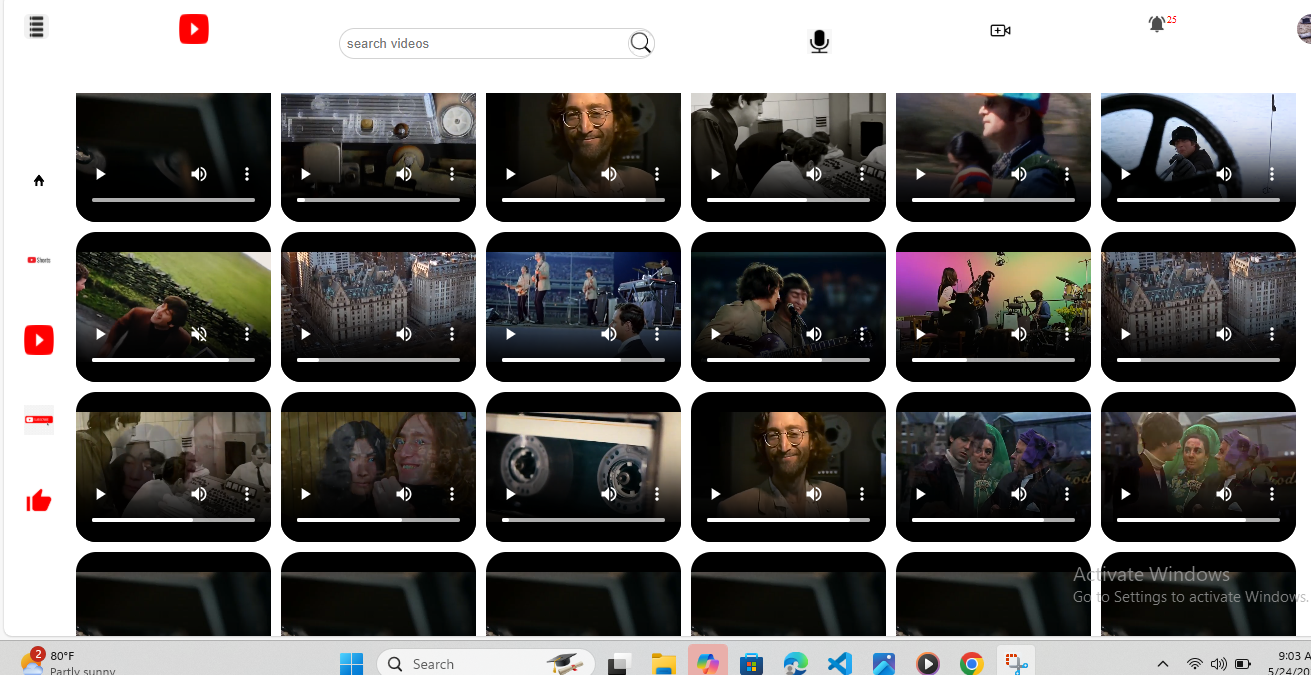 search videos
25
Shorts
SUBSCRIBE
Activate Windows
Go to Settings to activate Windows.
2
80°F
Partly sunny
Search
9:03 A
5/24/20